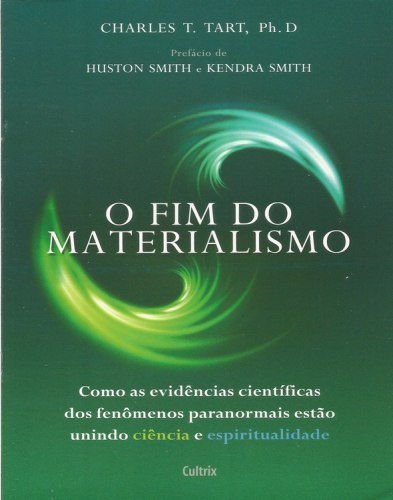 CHARLES T. TART, Ph. D
Prefácio de
HUSTON SMITH e KENDRA SMITH
O FIM DO
MATERIALISMO
Como as evidências científicas
dos fenômenos paranormais estão
unindo ciência e espiritualidade
Cultrix